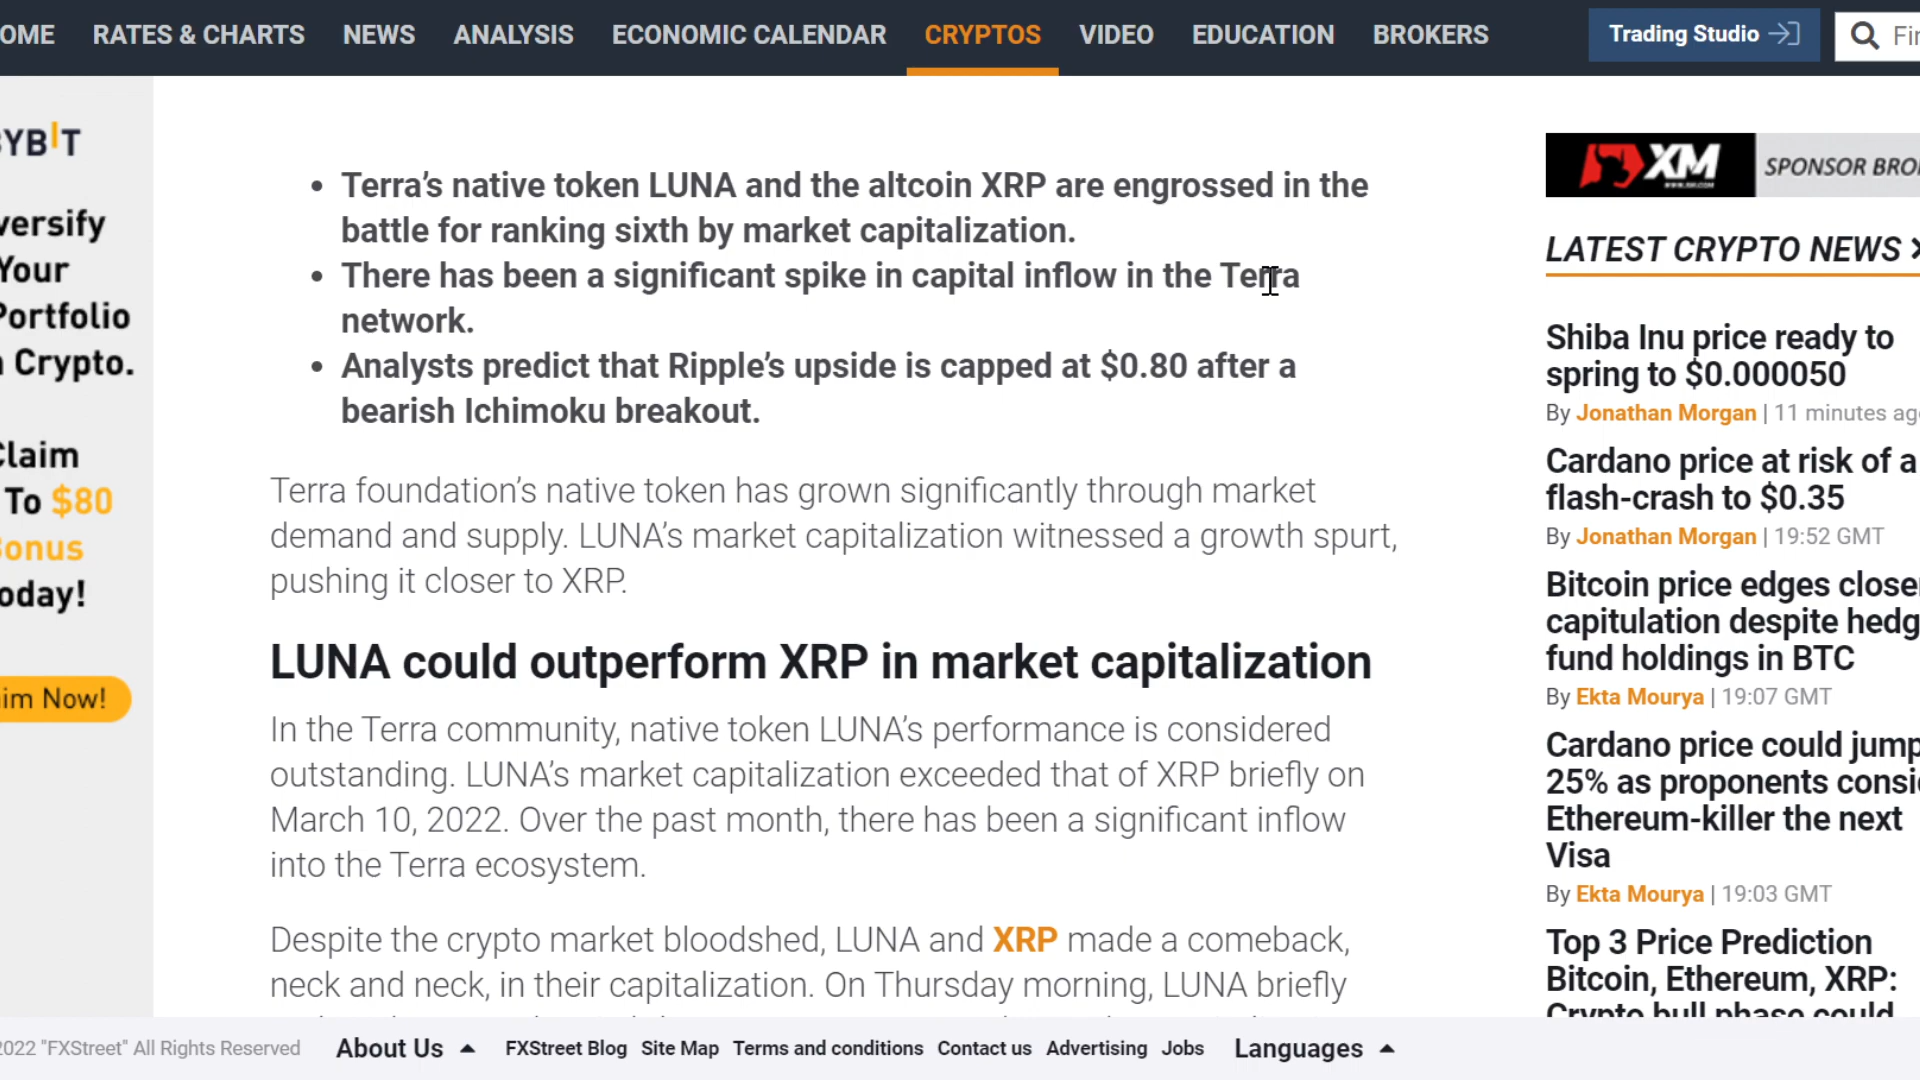 OME RATES & CHARTS NEWS ANALYSIS ECONOMIC CALENDAR CRYPTOS VIDEO EDUCATION BROKERS Trading Studio
BYBIT
versify
Your
Portfolio
Crypto.
Claim
To $80
Bonus
oday!
im Now!
• Terra’s native token LUNA and the altcoin XRP are engrossed in the
battle for ranking sixth by market capitalization.
• There has been a significant spike in capital inflow in the Terra
network.
• Analysts predict that Ripple’s upside is capped at $0.80 after a
bearish Ichimoku breakout.
Terra foundation’s native token has grown significantly through market
demand and supply. LUNA’s market capitalization witnessed a growth spurt,
pushing it closer to XRP.
LUNA could outperform XRP in market capitalization
In the Terra community, native token LUNA’s performance is considered
outstanding. LUNA’s market capitalization exceeded that of XRP briefly on
March 10, 2022. Over the past month, there has been a significant inflow
into the Terra ecosystem.
Despite the crypto market bloodshed, LUNA and XRP made a comeback,
neck and neck, in their capitalization. On Thursday morning, LUNA briefly
XM
WWW.XM.COM
SPONSOR BRO
LATEST CRYPTO NEWS
Shiba Inu price ready to
spring to $0.000050
By Jonathan Morgan | 11 minutes ag
Cardano price at risk of a
flash-crash to $0.35
By Jonathan Morgan | 19:52 GMT
Bitcoin price edges close
capitulation despite hedg
fund holdings in BTC
By Ekta Mourya | 19:07 GMT
Cardano price could jump
25% as proponents consi
Ethereum-killer the next
Visa
By Ekta Mourya | 19:03 GMT
Top 3 Price Prediction
Bitcoin, Ethereum, XRP:
Crypto bull phase could
2022 "FXStreet" All Rights Reserved About Us FXStreet Blog Site Map Terms and conditions Contact us Advertising Jobs Languages